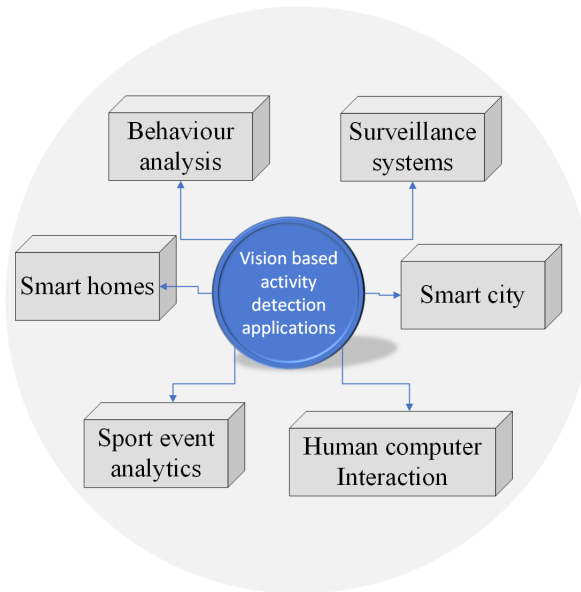 Behaviour
analysis
Surveillance
systems
Smart homes
Vision based
activity
detection
applications
Smart city
Sport event
analytics
Human computer
Interaction